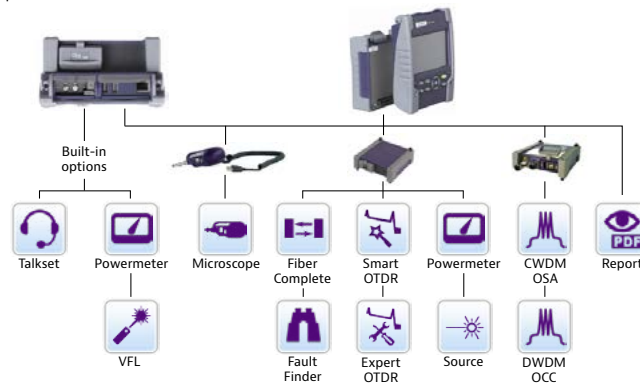 Built-in
options
Talkset
Powermeter
Microscope
Fiber
Complete
Smart
OTDR
Powermeter
CWDM
OSA
PDF
Report
VFL
Fault
Finder
Expert
OTDR
Source
DWDM
OCC